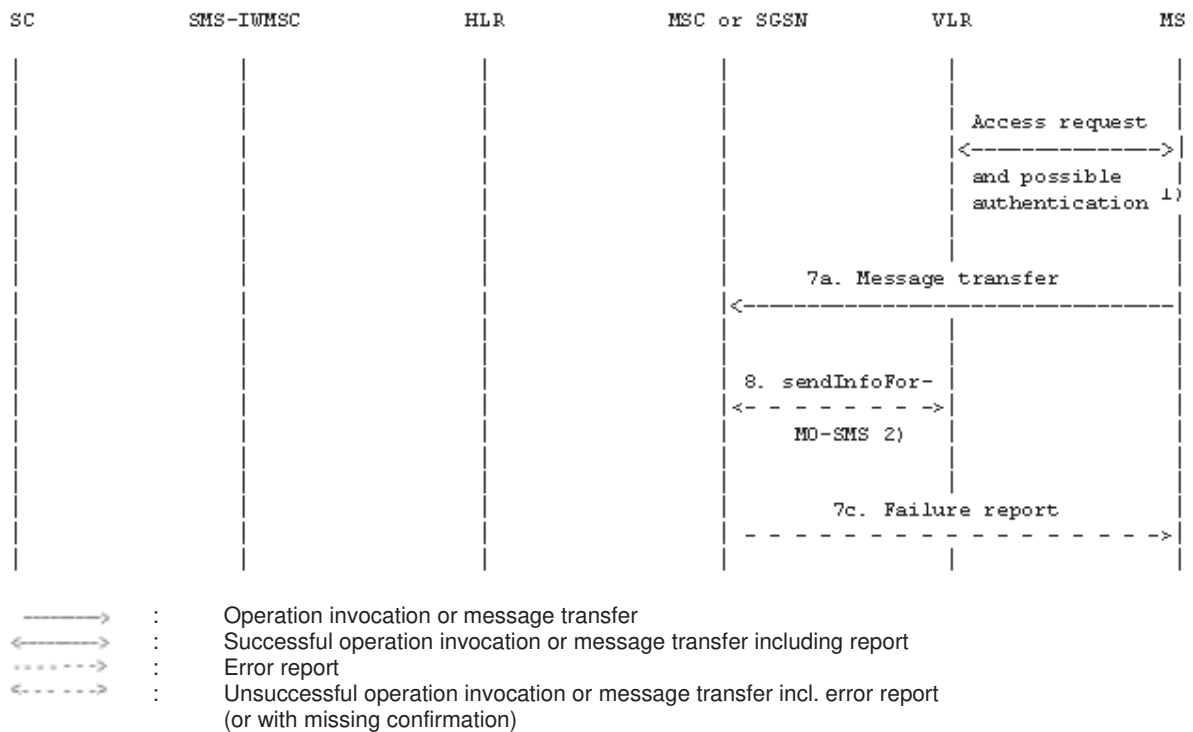 SC SMS-IWMSC HLR MSC or SGSN VLR MS
Access request
and possible
authentication 1)
7a. Message transfer
8. sendInfoFor-
MO-SMS 2)
7c. Failure report
: Operation invocation or message transfer
: Successful operation invocation or message transfer including report
: Error report
: Unsuccessful operation invocation or message transfer incl. error report
(or with missing confirmation)